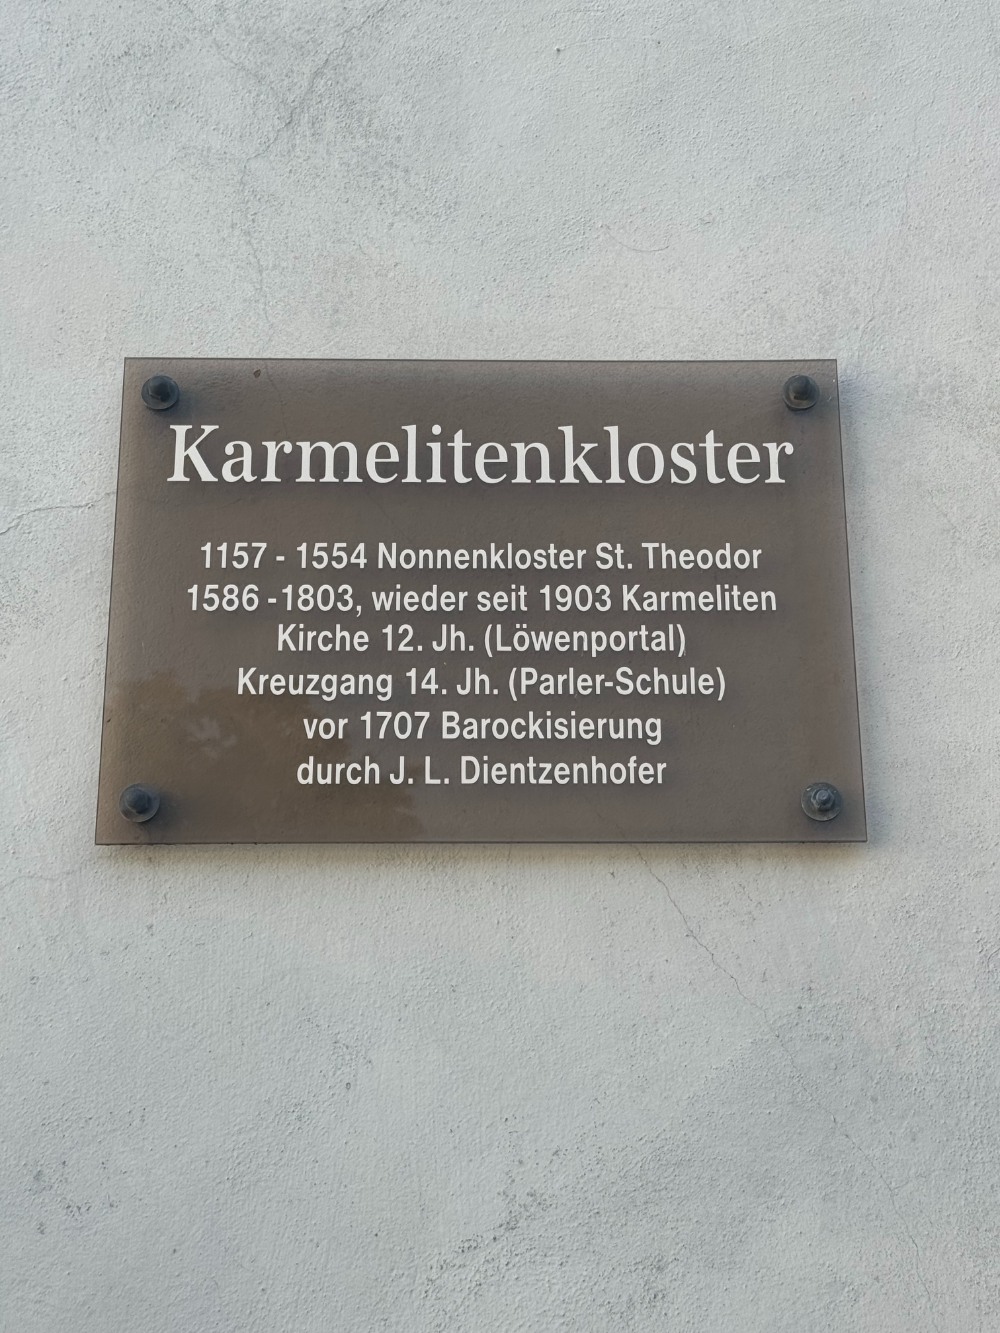 Karmelitenkloster
1157 - 1554 Nonnenkloster St. Theodor
1586 -1803, wieder seit 1903 Karmeliten
Kirche 12. Jh. (Löwenportal)
Kreuzgang 14. Jh. (Parler-Schule)
vor 1707 Barockisierung
durch J. L. Dientzenhofer